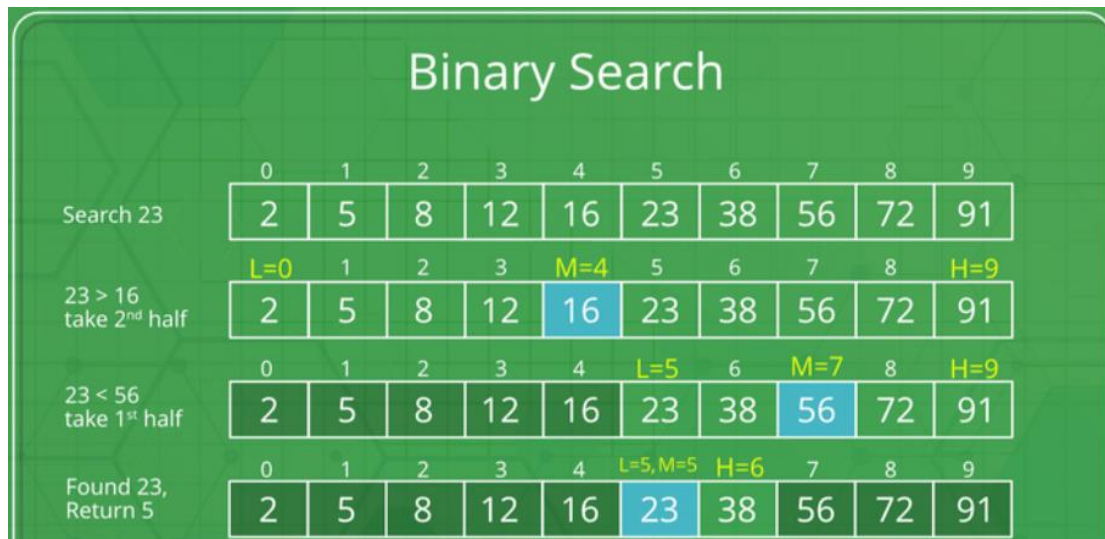 Binary Search
0 1 2 3 4 5 6 7 8 9
Search 23
2 5 8 12 16 23 38 56 72 91
L=0 1 2 3 M=4 5 6 7 8 H=9
23 > 16
take 2nd half
2 5 8 12 16 23 38 56 72 91
0 1 2 3 4 L=5 6 M=7 8 H=9
23 < 56
take 1st half
2 5 8 12 16 23 38 56 72 91
0 1 2 3 4 L=5, M=5 H=6 7 8 9
Found 23,
Return 5
2 5 8 12 16 23 38 56 72 91